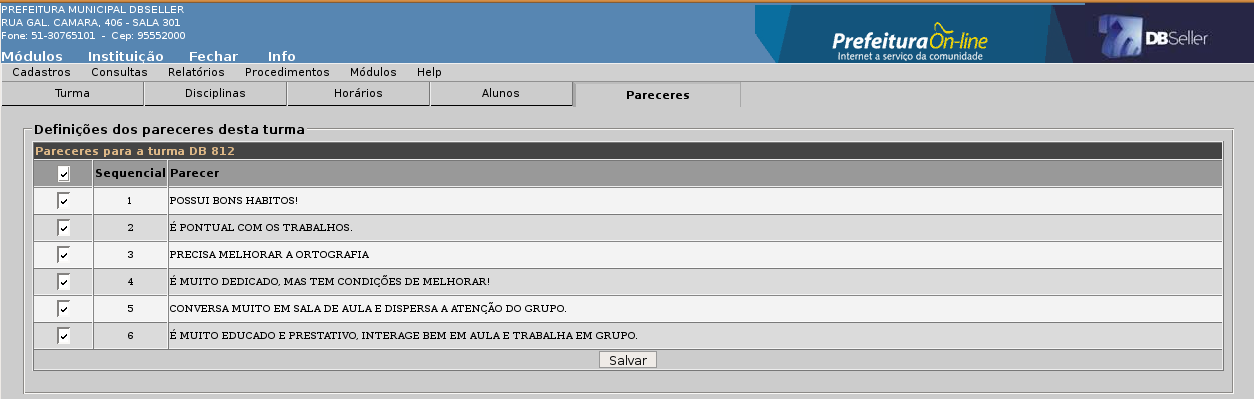 PREFEITURA MUNICIPAL DBSELLER
RUA GAL. CAMARA, 406 - SALA 301
Fone: 51-30765101 - Cep: 95552000
Prefeitura On-line
Internet a serviço da comunidade
DBSeller
Módulos Instituição Fechar Info
Cadastros Consultas Relatórios Procedimentos Módulos Help
Turma Disciplinas Horários Alunos Pareceres
Definições dos pareceres desta turma
Pareceres para a turma DB 812
Sequencial Parecer
1 POSSUI BONS HABITOS!
2 É PONTUAL COM OS TRABALHOS.
3 PRECISA MELHORAR A ORTOGRAFIA
4 É MUITO DEDICADO, MAS TEM CONDIÇÕES DE MELHORAR!
5 CONVERSA MUITO EM SALA DE AULA E DISPERSA A ATENÇÃO DO GRUPO.
6 É MUITO EDUCADO E PRESTATIVO, INTERAGE BEM EM AULA E TRABALHA EM GRUPO.
Salvar